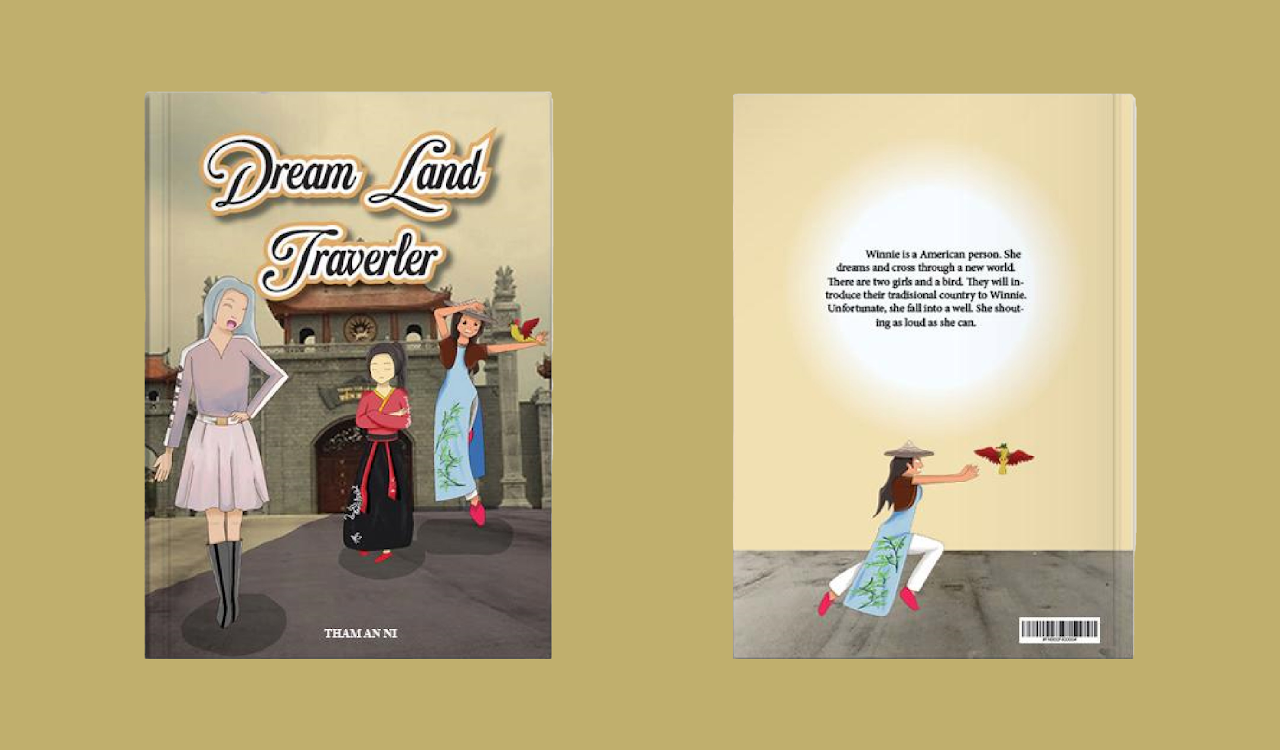 Dream Land
Traverler
THAM AN NI
Winnie is a American person. She
dreams and cross through a new world.
There are two girls and a bird. They will in-
troduce their tradisional country to Winnie.
Unfortunate, she fall into a well. She shout-
ing as loud as she can.